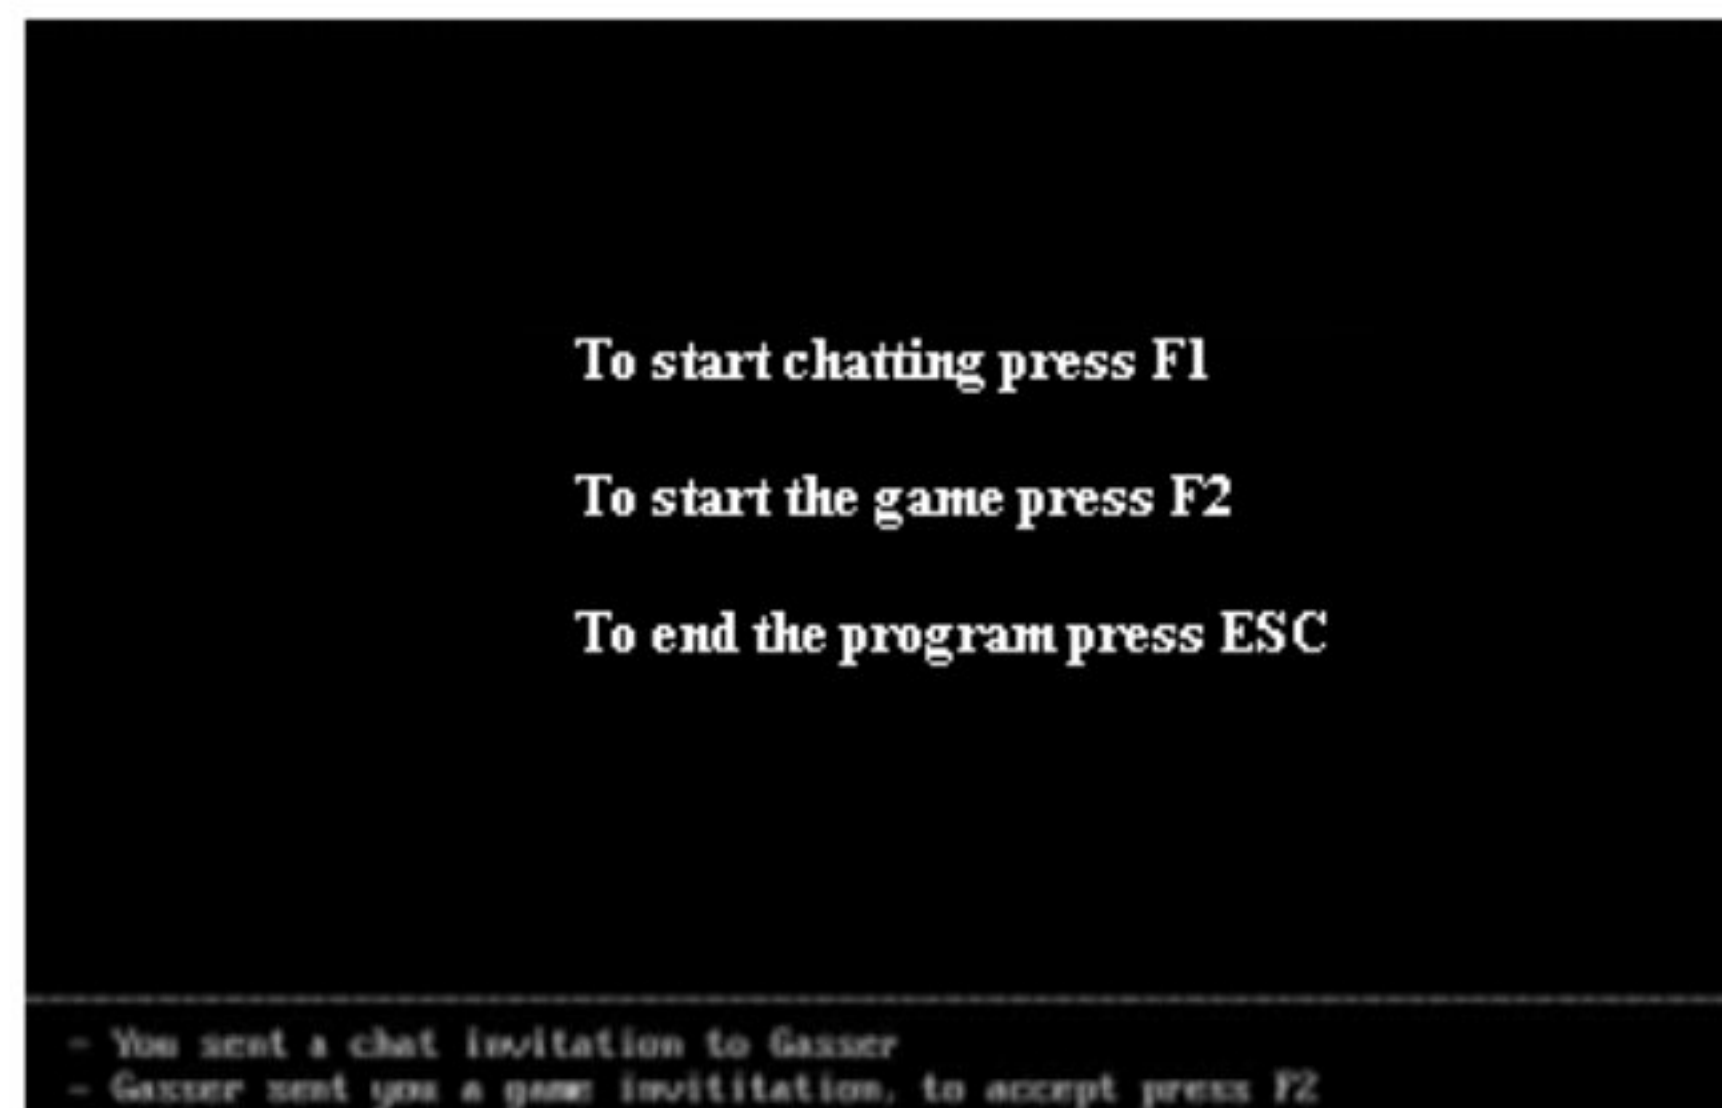 To start chatting press F1
To start the game press F2
To end the program press ESC
- You sent a chat invitation to Gasser
- Gasser sent you a game invititation, to accept press F2